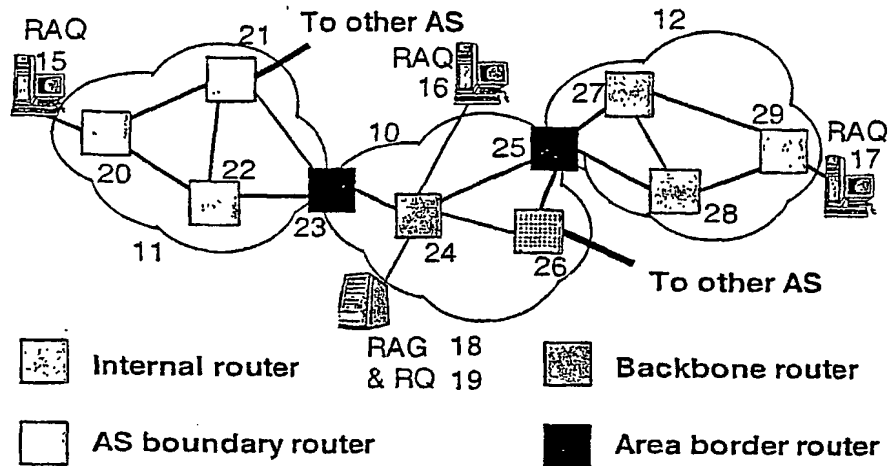 To other AS
12
RAQ
15
21
RAQ
16
27
29
10
25
RAQ
17
20
22
28
11
23
24
26
To other AS
RAG 18
& RQ 19
Internal router
Backbone router
AS boundary router
Area border router